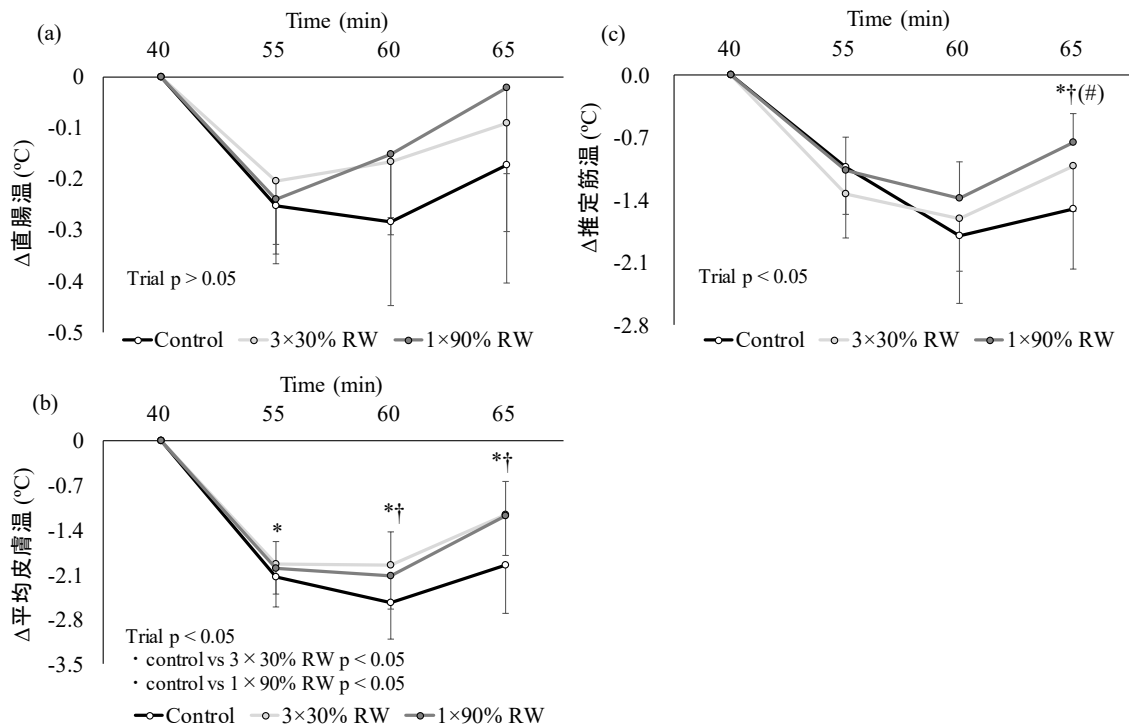 (a)
Time (min)
40 55 60 65
0
-0.1
-0.2
-0.3
-0.4
-0.5
Δ直腸温 (ºC)
Trial p > 0.05
Control 3×30% RW 1×90% RW
(c)
Time (min)
40 55 60 65
0.0
-0.7
-1.4
-2.1
-2.8
Δ推定筋温 (ºC)
*†(#)
Trial p < 0.05
Control 3×30% RW 1×90% RW
(b)
Time (min)
40 55 60 65
0
-0.7
-1.4
-2.1
-2.8
-3.5
Δ平均皮膚温 (ºC)
*
*†
*†
Trial p < 0.05
・control vs 3×30% RW p < 0.05
・control vs 1×90% RW p < 0.05
Control 3×30% RW 1×90% RW